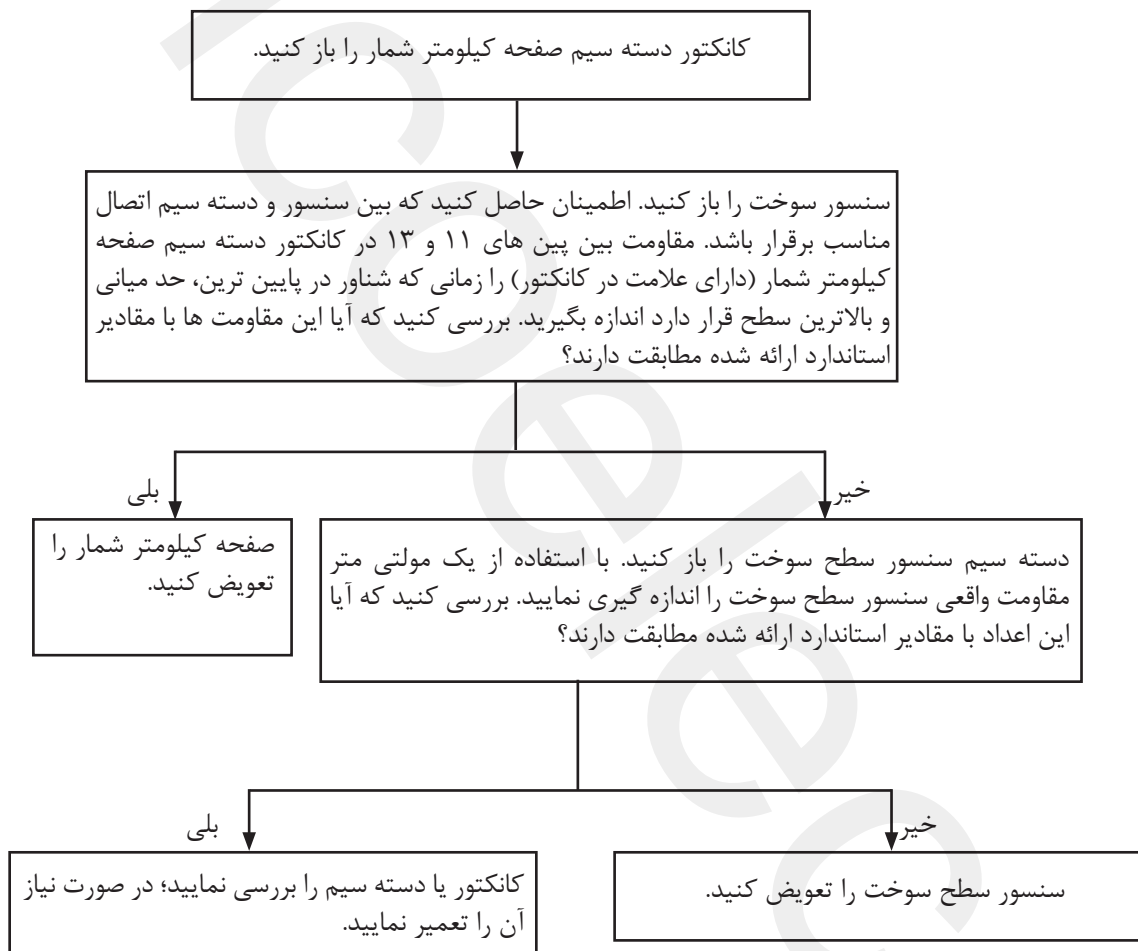 کانکتور دسته سیم صفحه کیلومتر شمار را باز کنید.
سنسور سوخت را باز کنید. اطمینان حاصل کنید که بین سنسور و دسته سیم اتصال
مناسب برقرار باشد. مقاومت بین پین های ۱۱ و ۱۳ در کانکتور دسته سیم صفحه
کیلومتر شمار (دارای علامت در کانکتور) را زمانی که شناور در پایین ترین، حد میانی
و بالاترین سطح قرار دارد اندازه بگیرید. بررسی کنید که آیا این مقاومت ها با مقادیر
استاندارد ارائه شده مطابقت دارند؟
خیر
بلی
دسته سیم سنسور سطح سوخت را باز کنید. با استفاده از یک مولتی متر
مقاومت واقعی سنسور سطح سوخت را اندازه گیری نمایید. بررسی کنید که آیا
این اعداد با مقادیر استاندارد ارائه شده مطابقت دارند؟
صفحه کیلومتر شمار را
تعویض کنید.
خیر
بلی
سنسور سطح سوخت را تعویض کنید.
کانکتور یا دسته سیم را بررسی نمایید؛ در صورت نیاز
آن را تعمیر نمایید.